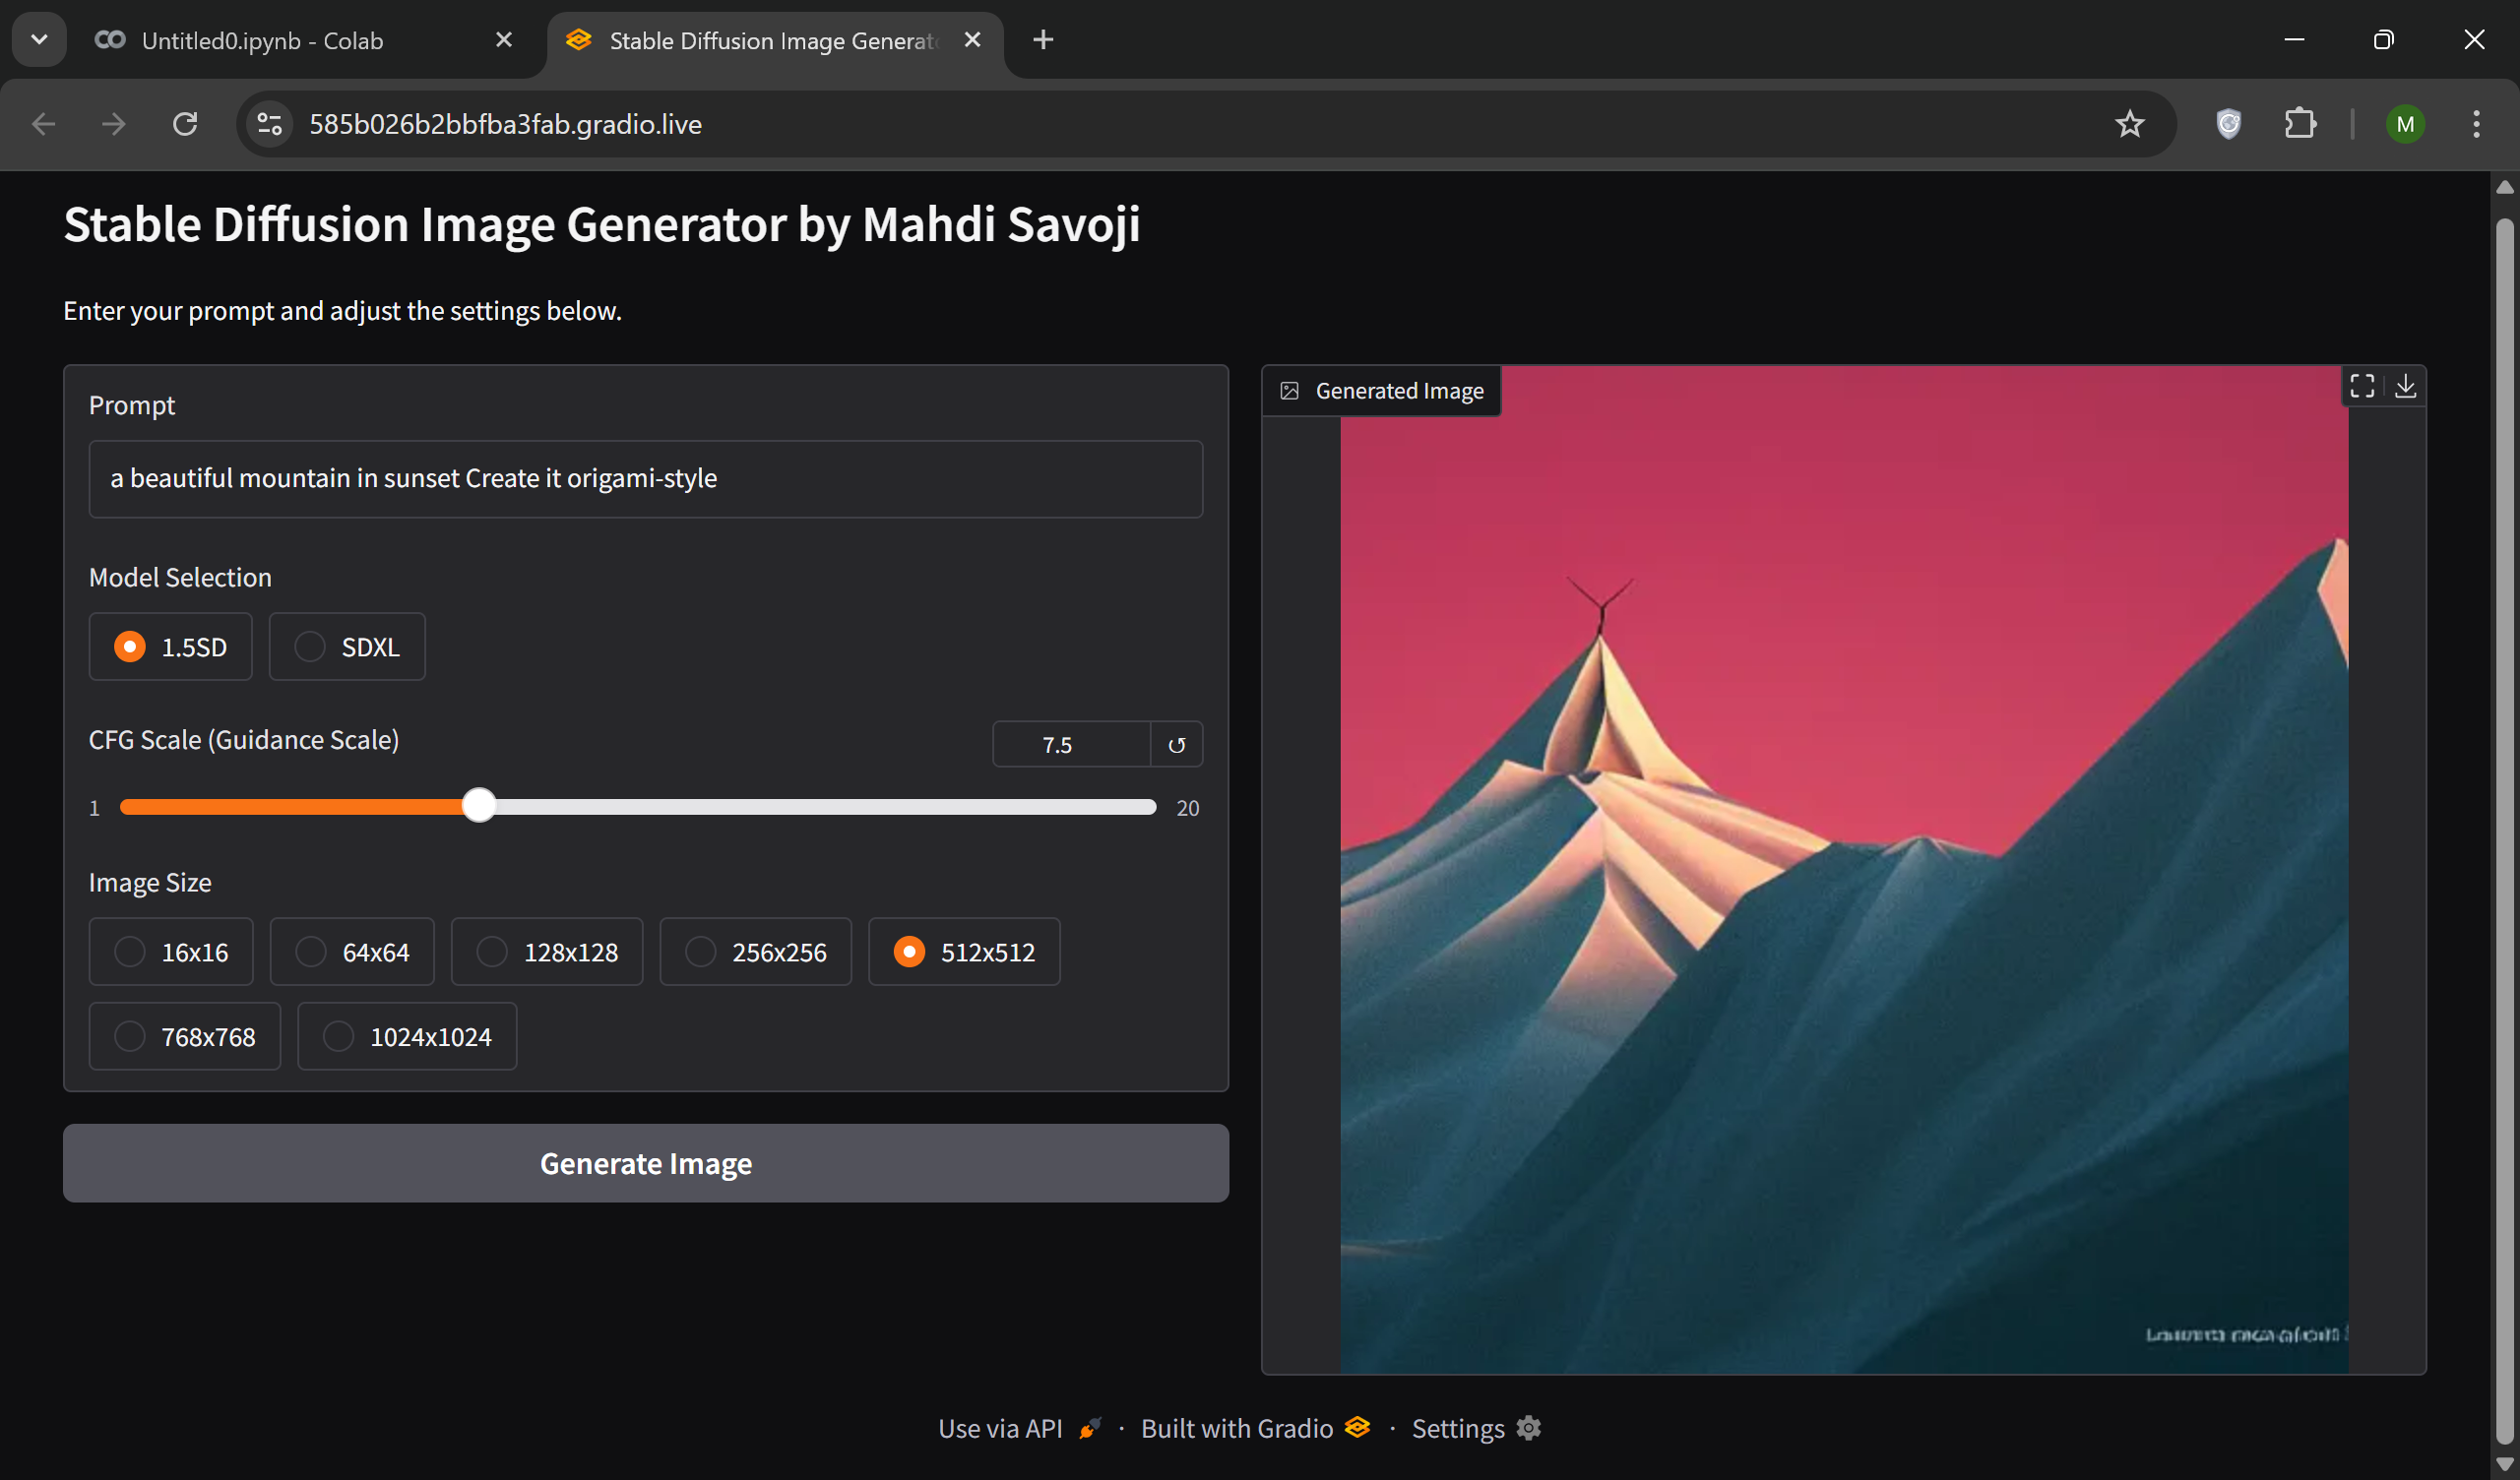 Untitled0.ipynb - Colab
Stable Diffusion Image Generat
585b026b2bbfba3fab.gradio.live
M
Stable Diffusion Image Generator by Mahdi Savoji
Enter your prompt and adjust the settings below.
Prompt
a beautiful mountain in sunset Create it origami-style
Model Selection
1.5SD
SDXL
CFG Scale (Guidance Scale)
7.5
1
20
Image Size
16x16
64x64
128x128
256x256
512x512
768x768
1024x1024
Generate Image
Generated Image
Use via API · Built with Gradio · Settings